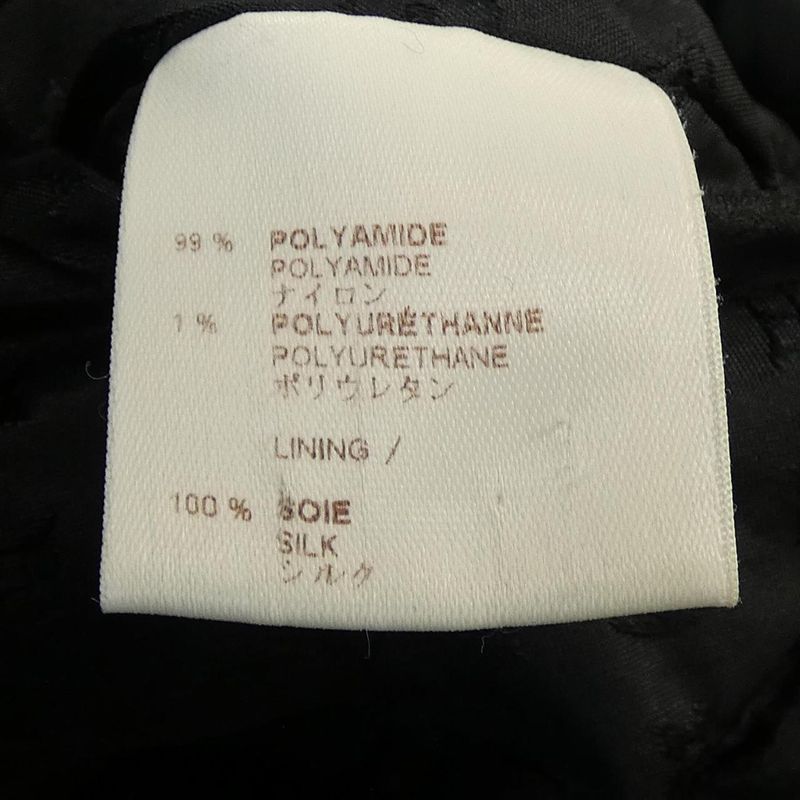 99 % POLYAMIDE
POLYAMIDE
ナイロン
1 % POLYURÉTHANNE
POLYURETHANE
ポリウレタン
LINING /
100 % SOIE
SILK
シルク